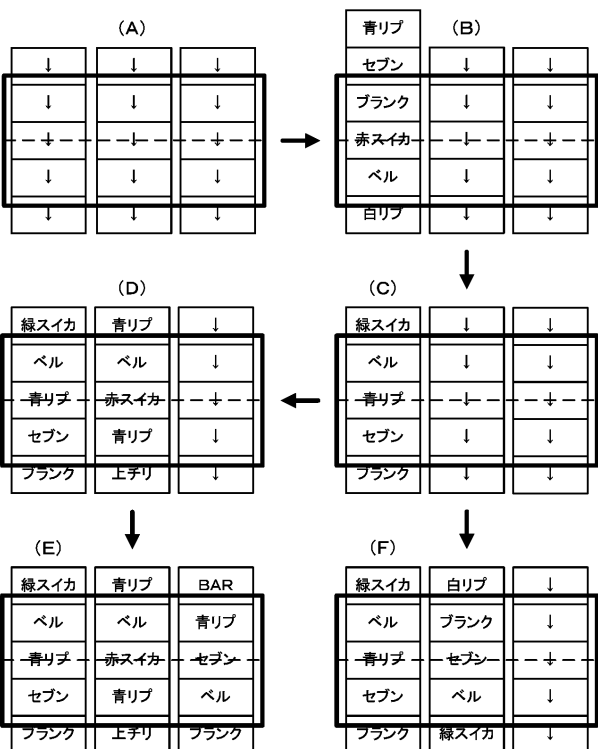 (A)
↓ ↓ ↓
↓ ↓ ↓
↓ ↓ ↓
↓ ↓ ↓
↓ ↓ ↓
(B)
青リプ
セブン ↓ ↓
ブランク ↓ ↓
赤スイカ ↓ ↓
ベル ↓ ↓
白リプ ↓ ↓
(D)
緑スイカ 青リプ ↓
ベル ベル ↓
青リプ 赤スイカ ↓
セブン 青リプ ↓
ブランク 上チリ ↓
(C)
緑スイカ ↓ ↓
ベル ↓ ↓
青リプ ↓ ↓
セブン ↓ ↓
ブランク ↓ ↓
(E)
緑スイカ 青リプ BAR
ベル ベル 青リプ
青リプ 赤スイカ セブン
セブン 青リプ ベル
ブランク 上チリ ブランク
(F)
緑スイカ 白リプ ↓
ベル ブランク ↓
青リプ セブン ↓
セブン ベル ↓
ブランク 緑スイカ ↓